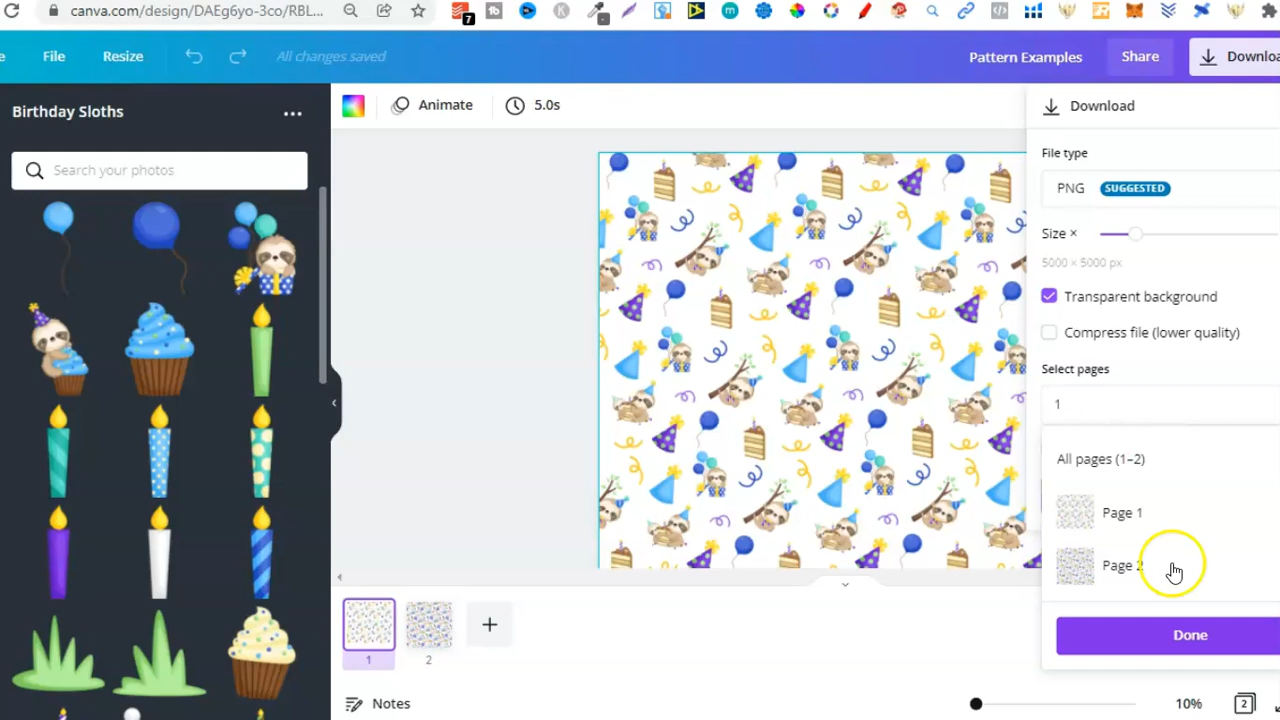 canva.com/design/DAEg6yo-3co/RBL...
7
File
Resize
All changes saved
Pattern Examples
Share
Downloa
Birthday Sloths
Animate
5.0s
Download
Search your photos
File type
PNG SUGGESTED
Size ×
5000 × 5000 px
Transparent background
Compress file (lower quality)
Select pages
1
All pages (1–2)
Page 1
Page 2
Done
1
2
Notes
10%
2